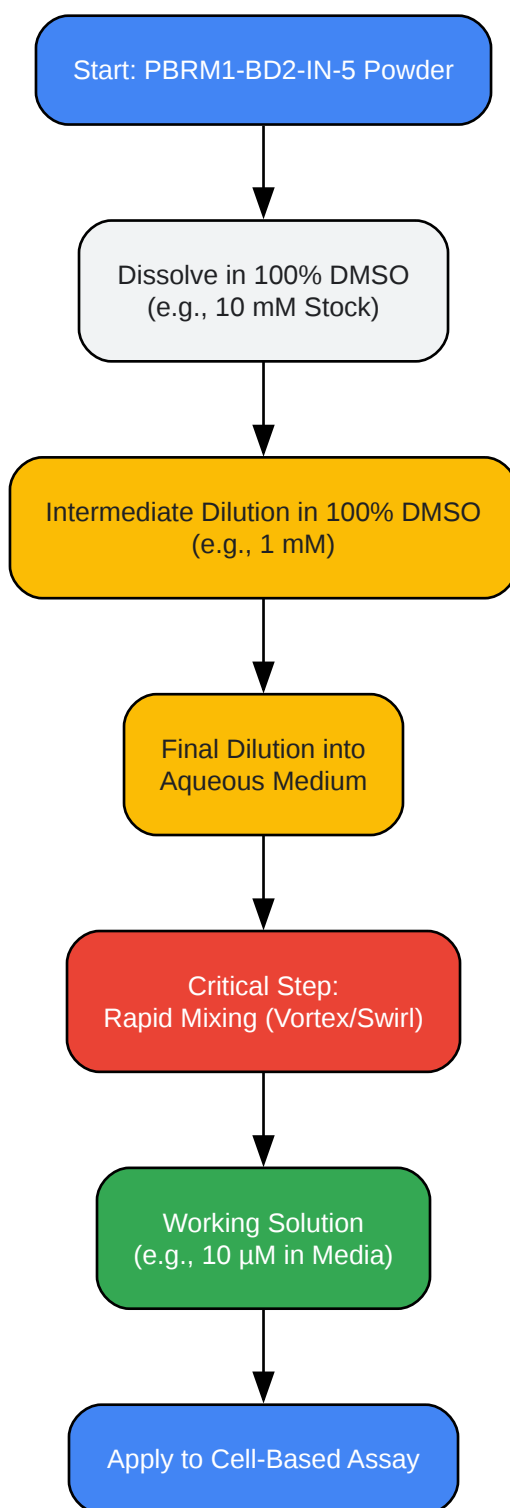 Start: PBRM1-BD2-IN-5 Powder
Dissolve in 100% DMSO
(e.g., 10 mM Stock)
Intermediate Dilution in 100% DMSO
(e.g., 1 mM)
Final Dilution into
Aqueous Medium
Critical Step:
Rapid Mixing (Vortex/Swirl)
Working Solution
(e.g., 10 µM in Media)
Apply to Cell-Based Assay